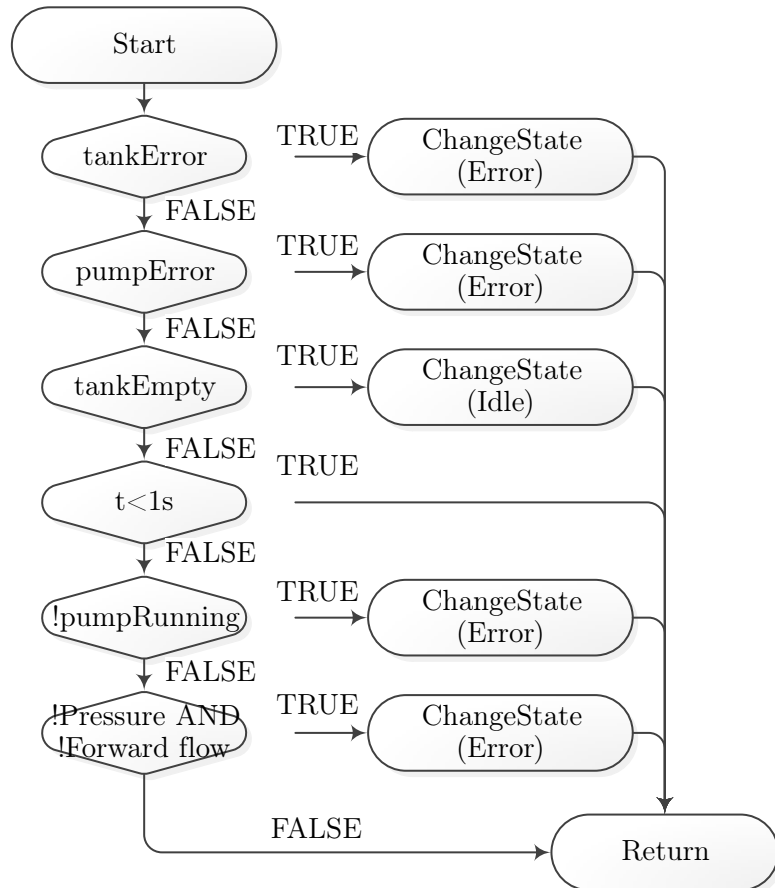 Start
tankError
TRUE
ChangeState
(Error)
FALSE
pumpError
TRUE
ChangeState
(Error)
FALSE
tankEmpty
TRUE
ChangeState
(Idle)
FALSE
t<1s
TRUE
FALSE
!pumpRunning
TRUE
ChangeState
(Error)
FALSE
!Pressure AND
!Forward flow
TRUE
ChangeState
(Error)
FALSE
Return